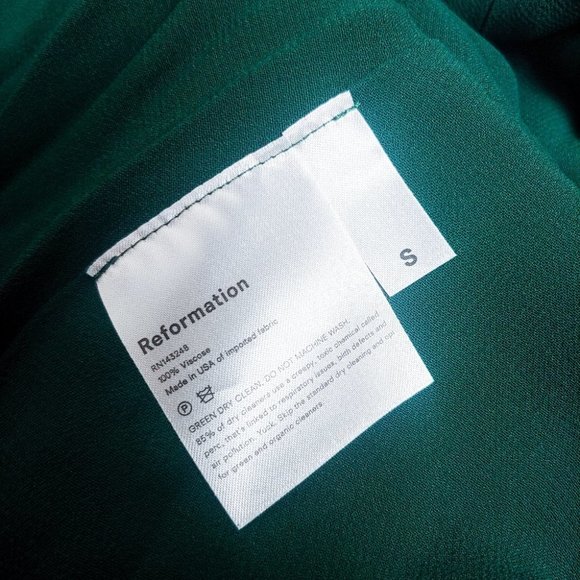 Reformation
RN143248
100% Viscose
Made in USA of imported fabric
P
GREEN DRY CLEAN. DO NOT MACHINE WASH.
85% of dry cleaners use a creepy, toxic chemical called
perc, that's linked to respiratory issues, birth defects and
air pollution. Yuck. Skip the standard dry cleaning and opt
for green and organic cleaners.
S